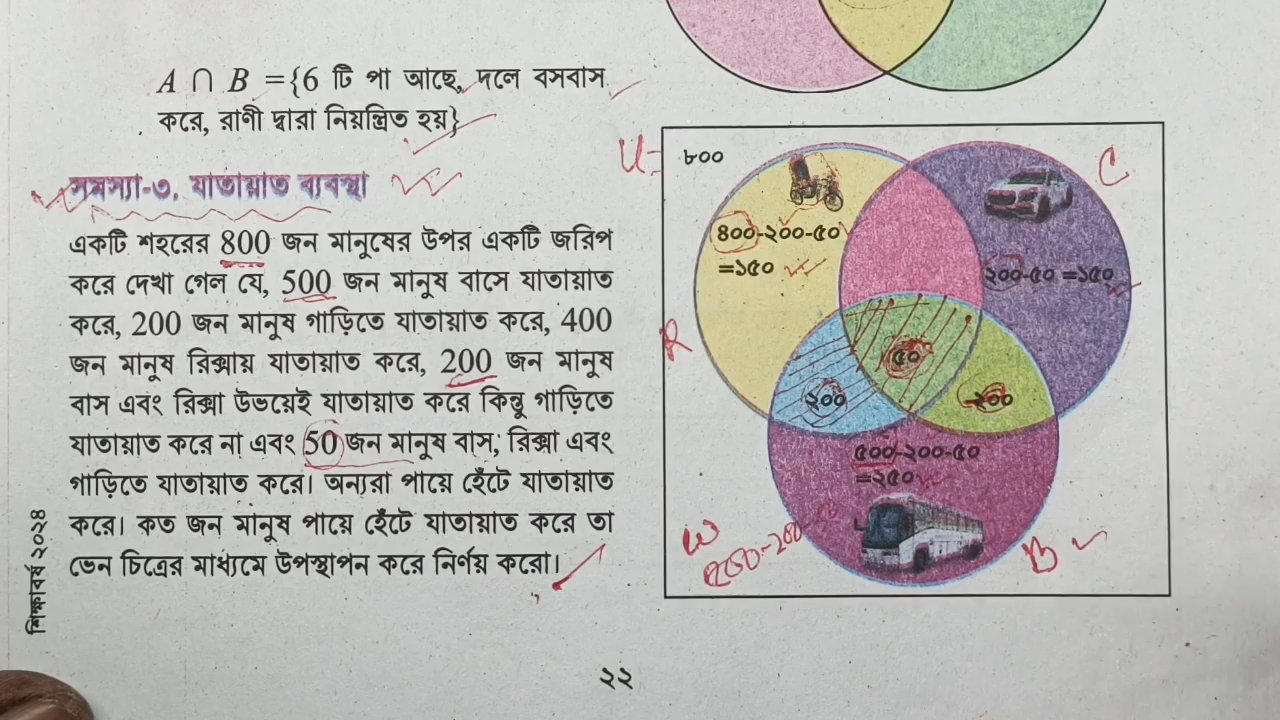 A ∩ B ={6 টি পা আছে, দলে বসবাস
করে, রাণী দ্বারা নিয়ন্ত্রিত হয়}
সমস্যা-৩. যাতায়াত ব্যবস্থা
একটি শহরের 800 জন মানুষের উপর একটি জরিপ
করে দেখা গেল যে, 500 জন মানুষ বাসে যাতায়াত
করে, 200 জন মানুষ গাড়িতে যাতায়াত করে, 400
জন মানুষ রিক্সায় যাতায়াত করে, 200 জন মানুষ
বাস এবং রিক্সা উভয়েই যাতায়াত করে কিন্তু গাড়িতে
যাতায়াত করে না এবং 50 জন মানুষ বাস, রিক্সা এবং
গাড়িতে যাতায়াত করে। অন্যরা পায়ে হেঁটে যাতায়াত
করে। কত জন মানুষ পায়ে হেঁটে যাতায়াত করে তা
ভেন চিত্রের মাধ্যমে উপস্থাপন করে নির্ণয় করো।
শিক্ষাবর্ষ ২০২৪
U=
৮০০
C
৪০০-২০০-৫০
=১৫০
২০০-৫০ =১৫০
R
৫০
২০০
২০০
৫০০-২০০-৫০
=২৫০
W
B
২২